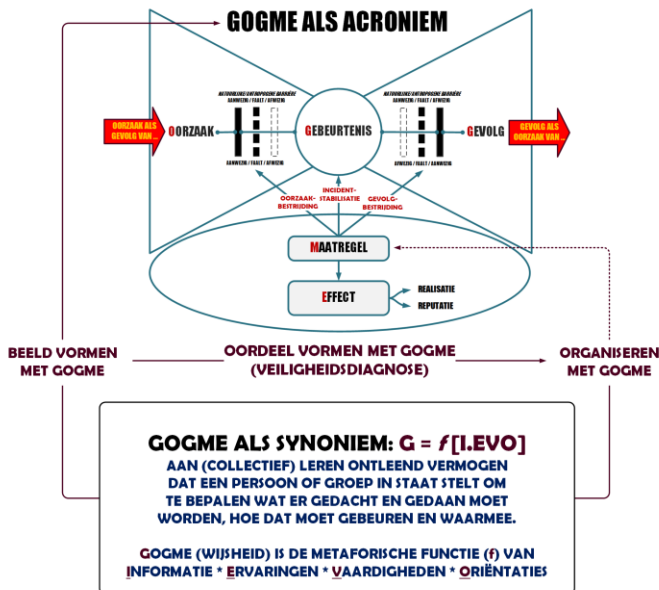 GOGME ALS ACRONIEM
NATUURLIJKE/ANTROPOGENE BARRIÈRE
AANWEZIG / FAALT / AFWEZIG
NATUURLIJKE/ANTROPOGENE BARRIÈRE
AFWEZIG / FAALT / AANWEZIG
OORZAAK ALS
GEVOLG VAN ...
OORZAAK
GEBEURTENIS
GEVOLG
GEVOLG ALS
OORZAAK VAN ...
AANWEZIG / FAALT / AFWEZIG
AFWEZIG / FAALT / AANWEZIG
OORZAAK-
BESTRIJDING
INCIDENT-
STABILISATIE
GEVOLG-
BESTRIJDING
MAATREGEL
EFFECT
REALISATIE
REPUTATIE
BEELD VORMEN
MET GOGME
OORDEEL VORMEN MET GOGME
(VEILIGHEIDSDIAGNOSE)
ORGANISEREN
MET GOGME
GOGME ALS SYNONIEM: G = f [I.EVO]
AAN (COLLECTIEF) LEREN ONTLEEND VERMOGEN
DAT EEN PERSOON OF GROEP IN STAAT STELT OM
TE BEPALEN WAT ER GEDACHT EN GEDAAN MOET
WORDEN, HOE DAT MOET GEBEUREN EN WAARMEE.
GOGME (WIJSHEID) IS DE METAFORISCHE FUNCTIE (f) VAN
INFORMATIE * ERVARINGEN * VAARDIGHEDEN * ORIËNTATIES